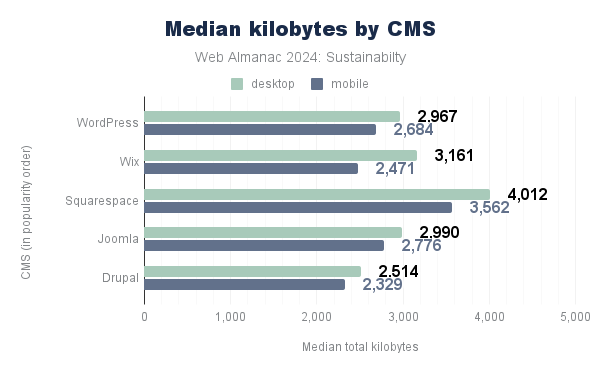 Median kilobytes by CMS
Web Almanac 2024: Sustainabilty
desktop mobile
CMS (in popularity order)
WordPress 2,967
2,684
Wix 3,161
2,471
Squarespace 4,012
3,562
Joomla 2,990
2,776
Drupal 2,514
2,329
0 1,000 2,000 3,000 4,000 5,000
Median total kilobytes